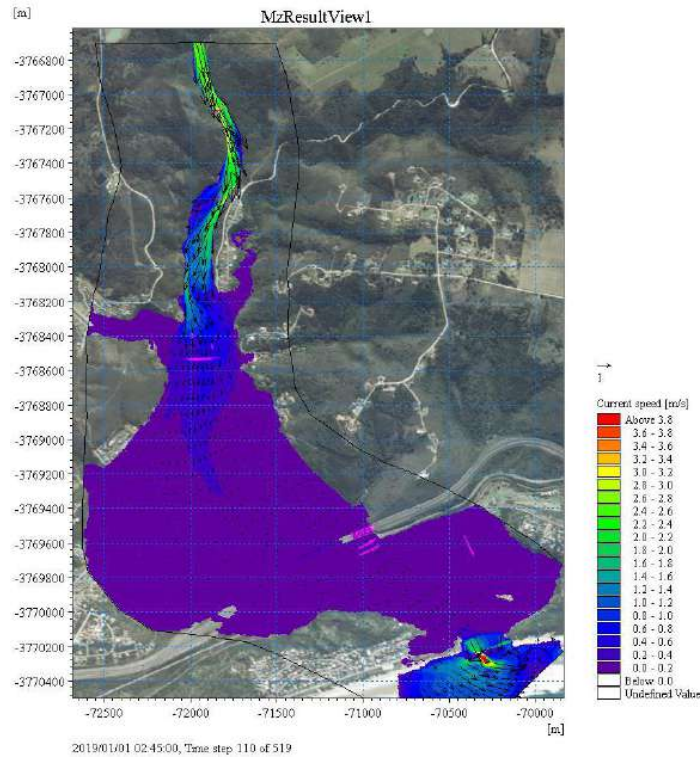 [m]
MzResultView1
-3766800
-3767000
-3767200
-3767400
-3767600
-3767800
-3768000
-3768200
-3768400
-3768600
-3768800
-3769000
-3769200
-3769400
-3769600
-3769800
-3770000
-3770200
-3770400
-72500
-72000
-71500
-71000
-70500
-70000
[m]
2019/01/01 02:45:00, Time step 110 of 519
1
Current speed [m/s]
Above 3.8
3.6 - 3.8
3.4 - 3.6
3.2 - 3.4
3.0 - 3.2
2.8 - 3.0
2.6 - 2.8
2.4 - 2.6
2.2 - 2.4
2.0 - 2.2
1.8 - 2.0
1.6 - 1.8
1.4 - 1.6
1.2 - 1.4
1.0 - 1.2
0.8 - 1.0
0.6 - 0.8
0.4 - 0.6
0.2 - 0.4
0.0 - 0.2
Below 0.0
Undefined Value